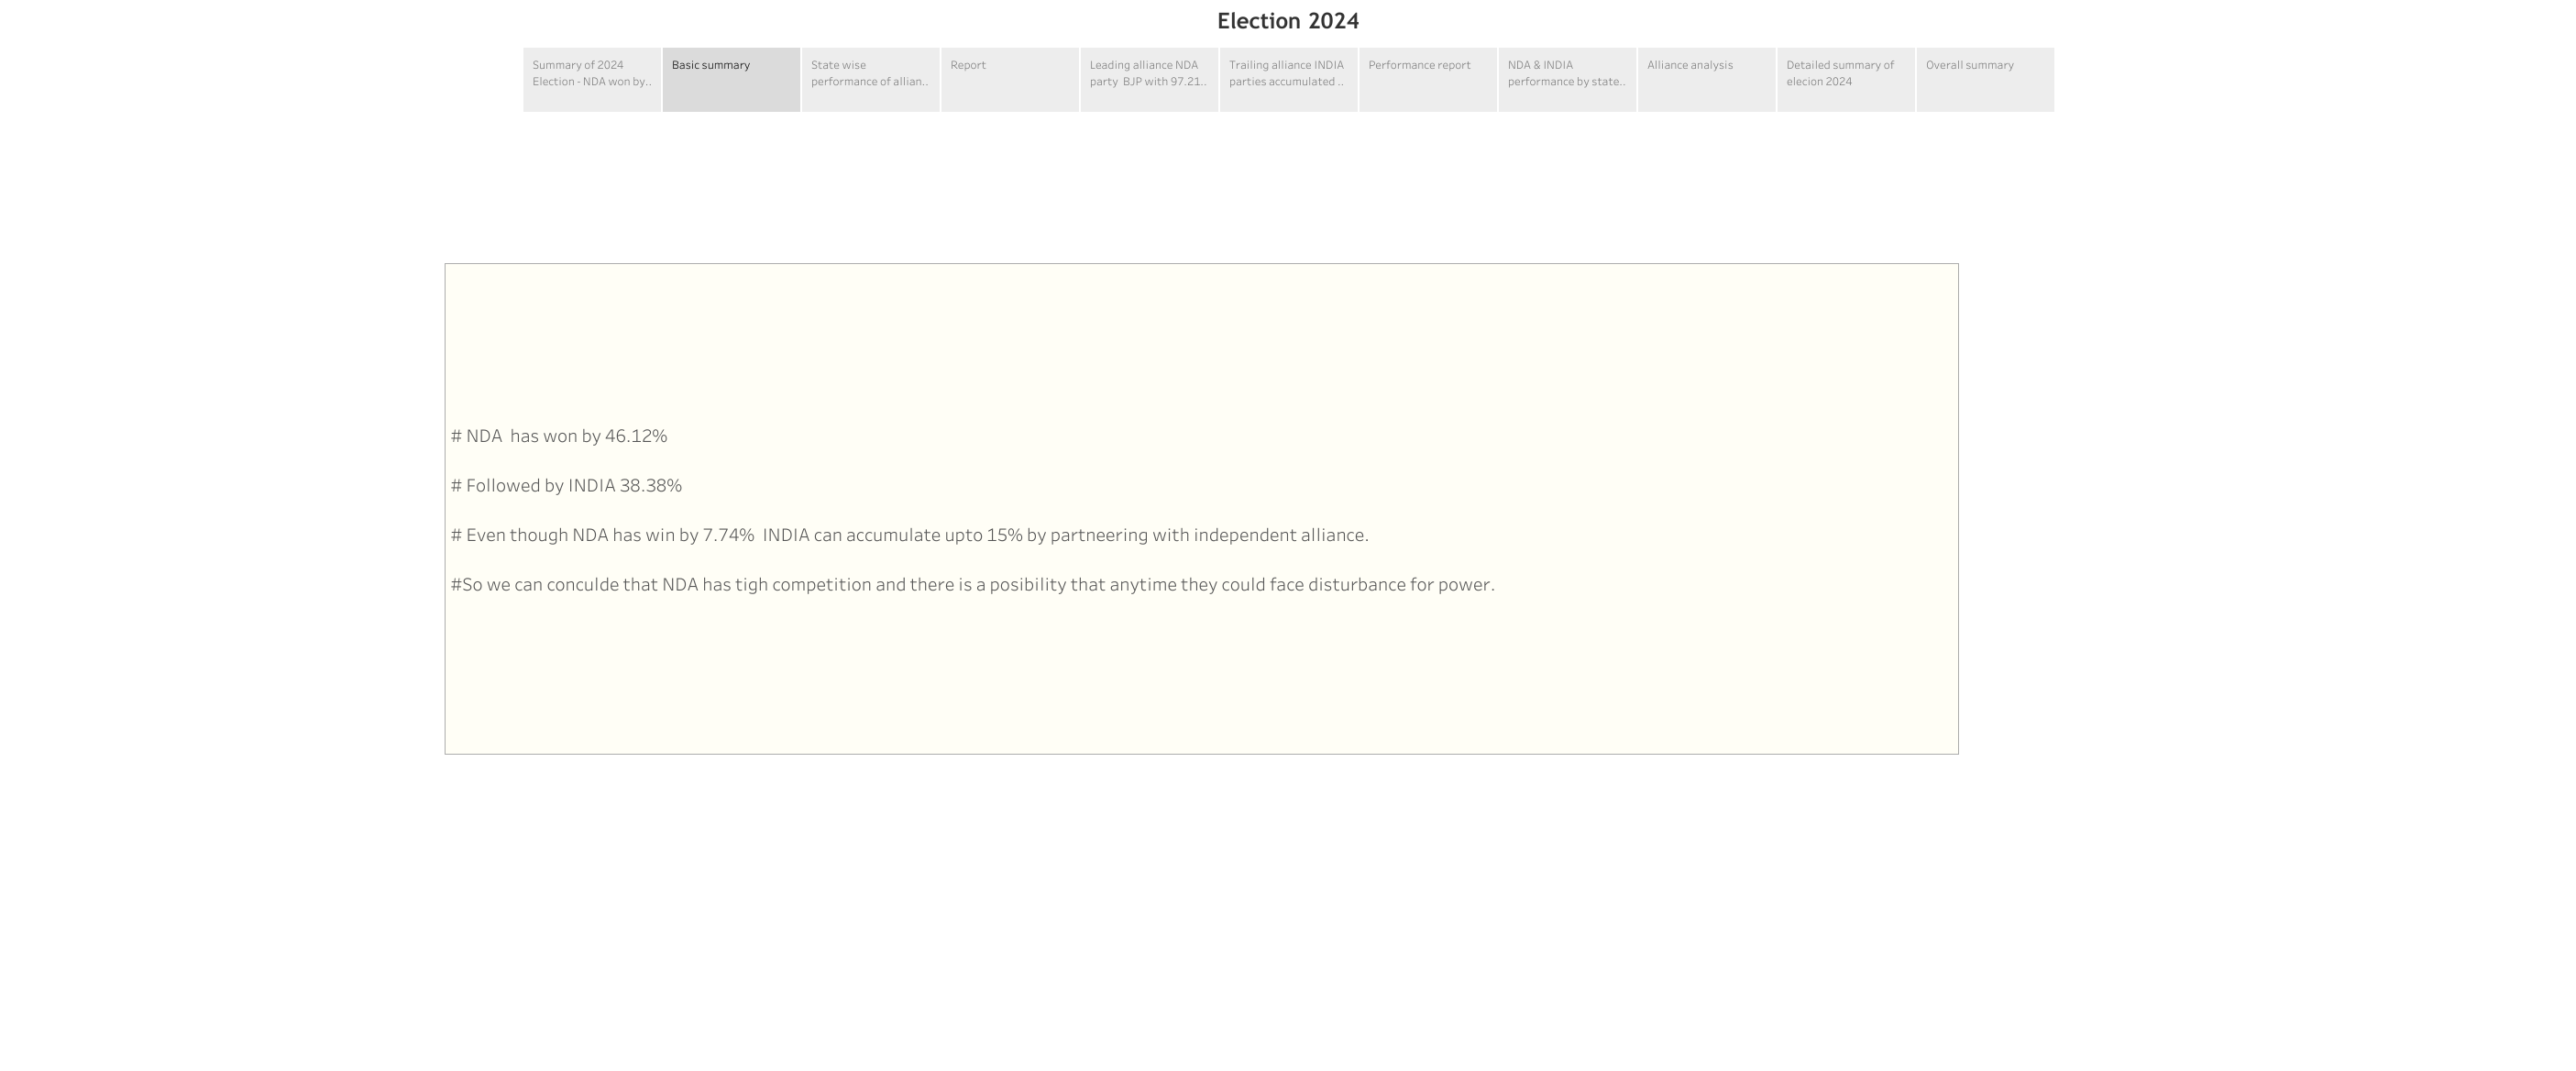 Election 2024
Summary of 2024
Election - NDA won by..
Basic summary
State wise
performance of allian..
Report
Leading alliance NDA
party  BJP with 97.21..
Trailing alliance INDIA
parties accumulated ..
Performance report
NDA & INDIA
performance by state..
Alliance analysis
Detailed summary of
elecion 2024
Overall summary
# NDA  has won by 46.12%
# Followed by INDIA 38.38%
# Even though NDA has win by 7.74%  INDIA can accumulate upto 15% by partneering with independent alliance.
#So we can conculde that NDA has tigh competition and there is a posibility that anytime they could face disturbance for power.